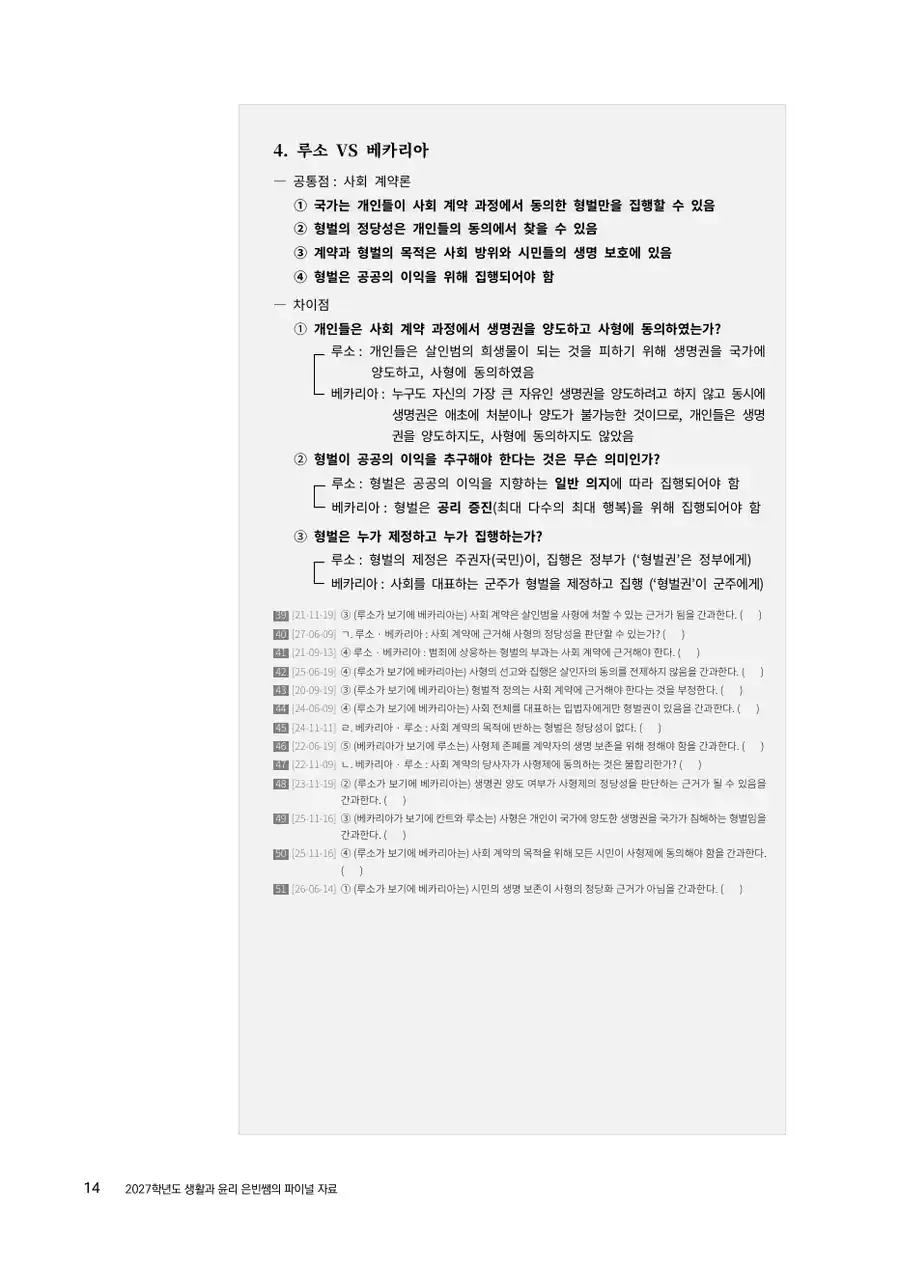 4. 루소 VS 베카리아
― 공통점 : 사회 계약론
① 국가는 개인들이 사회 계약 과정에서 동의한 형벌만을 집행할 수 있음
② 형벌의 정당성은 개인들의 동의에서 찾을 수 있음
③ 계약과 형벌의 목적은 사회 방위와 시민들의 생명 보호에 있음
④ 형벌은 공공의 이익을 위해 집행되어야 함
― 차이점
① 개인들은 사회 계약 과정에서 생명권을 양도하고 사형에 동의하였는가?
루소 : 개인들은 살인범의 희생물이 되는 것을 피하기 위해 생명권을 국가에
양도하고, 사형에 동의하였음
베카리아 : 누구도 자신의 가장 큰 자유인 생명권을 양도하려고 하지 않고 동시에
생명권은 애초에 처분이나 양도가 불가능한 것이므로, 개인들은 생명
권을 양도하지도, 사형에 동의하지도 않았음
② 형벌이 공공의 이익을 추구해야 한다는 것은 무슨 의미인가?
루소 : 형벌은 공공의 이익을 지향하는 일반 의지에 따라 집행되어야 함
베카리아 : 형벌은 공리 증진(최대 다수의 최대 행복)을 위해 집행되어야 함
③ 형벌은 누가 제정하고 누가 집행하는가?
루소 : 형벌의 제정은 주권자(국민)이, 집행은 정부가 (‘형벌권’은 정부에게)
베카리아 : 사회를 대표하는 군주가 형벌을 제정하고 집행 (‘형벌권’이 군주에게)
39 [21-11-19] ③ (루소가 보기에 베카리아는) 사회 계약은 살인범을 사형에 처할 수 있는 근거가 됨을 간과한다. (    )
40 [27-06-09] ㄱ. 루소 · 베카리아 : 사회 계약에 근거해 사형의 정당성을 판단할 수 있는가? (    )
41 [21-09-13] ④ 루소 · 베카리아 : 범죄에 상응하는 형벌의 부과는 사회 계약에 근거해야 한다. (    )
42 [25-06-19] ④ (루소가 보기에 베카리아는) 사형의 선고와 집행은 살인자의 동의를 전제하지 않음을 간과한다. (    )
43 [20-09-19] ③ (루소가 보기에 베카리아는) 형벌적 정의는 사회 계약에 근거해야 한다는 것을 부정한다. (    )
44 [24-06-09] ④ (루소가 보기에 베카리아는) 사회 전체를 대표하는 입법자에게만 형벌권이 있음을 간과한다. (    )
45 [24-11-11] ㄹ. 베카리아 · 루소 : 사회 계약의 목적에 반하는 형벌은 정당성이 없다. (    )
46 [22-06-19] ⑤ (베카리아가 보기에 루소는) 사형제 존폐를 계약자의 생명 보존을 위해 정해야 함을 간과한다. (    )
47 [22-11-09] ㄴ. 베카리아 · 루소 : 사회 계약의 당사자가 사형제에 동의하는 것은 불합리한가? (    )
48 [23-11-19] ② (루소가 보기에 베카리아는) 생명권 양도 여부가 사형제의 정당성을 판단하는 근거가 될 수 있음을
간과한다. (    )
49 [25-11-16] ③ (베카리아가 보기에 칸트와 루소는) 사형은 개인이 국가에 양도한 생명권을 국가가 침해하는 형벌임을
간과한다. (    )
50 [25-11-16] ④ (루소가 보기에 베카리아는) 사회 계약의 목적을 위해 모든 시민이 사형제에 동의해야 함을 간과한다.
(    )
51 [26-06-14] ① (루소가 보기에 베카리아는) 시민의 생명 보존이 사형의 정당화 근거가 아님을 간과한다. (    )
14 2027학년도 생활과 윤리 은빈쌤의 파이널 자료